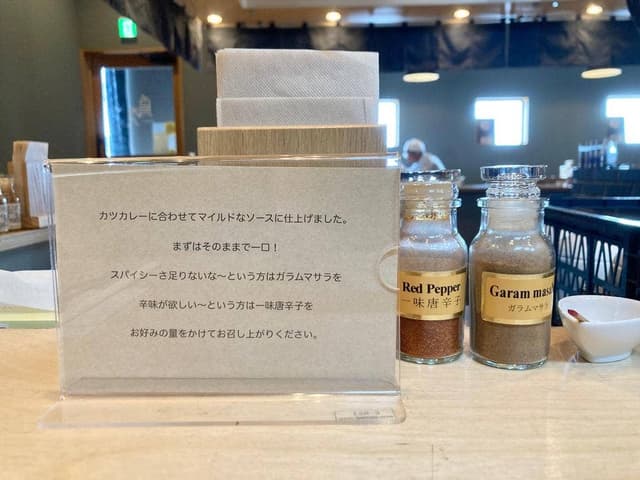 カツカレーに合わせてマイルドなソースに仕上げました。
まずはそのままで一口！
スパイシーさ足りないな〜という方はガラムマサラを
辛味が欲しい〜という方は一味唐辛子を
お好みの量をかけてお召し上がりください。
Red Pepper
一味唐辛子
Garam masa
ガラムマサラ